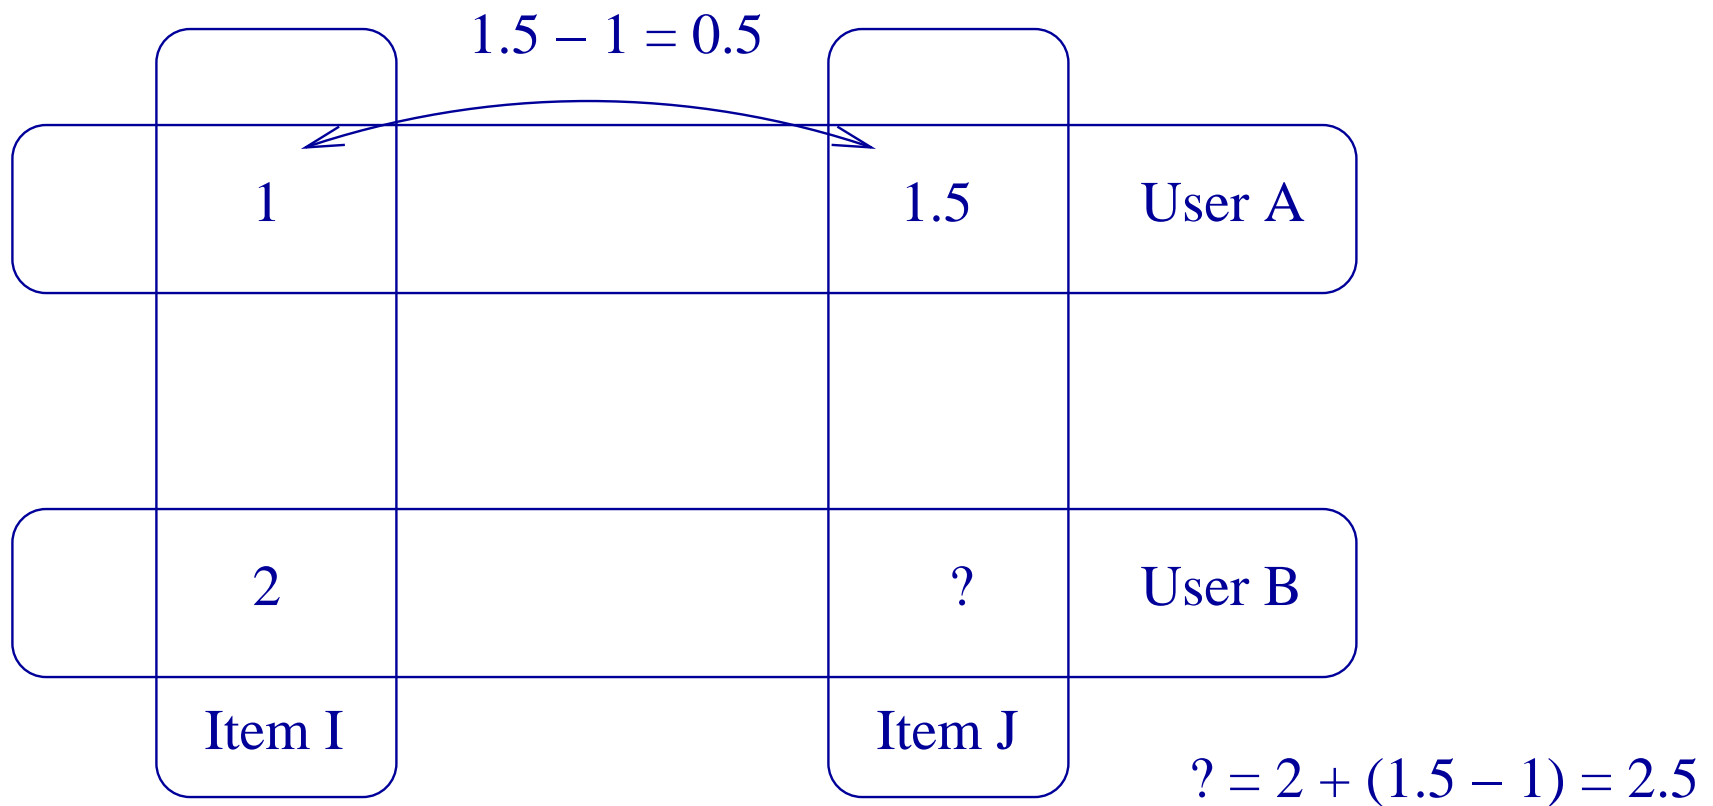 1.5 – 1 = 0.5
1 1.5 User A
2 ? User B
Item I Item J
? = 2 + (1.5 – 1) = 2.5